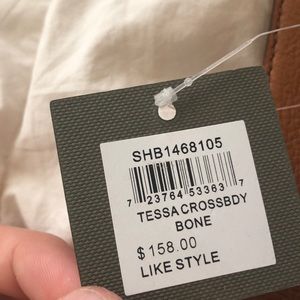 SHB1468105
7 23764 53363 7
TESSA CROSSBDY
BONE
$158.00
LIKE STYLE